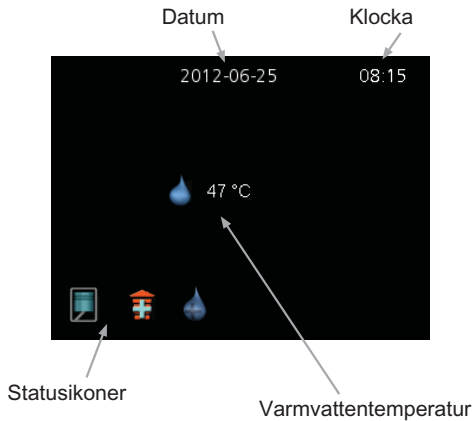 Datum Klocka
2012-06-25 08:15
47 °C
Statusikoner
Varmvattentemperatur